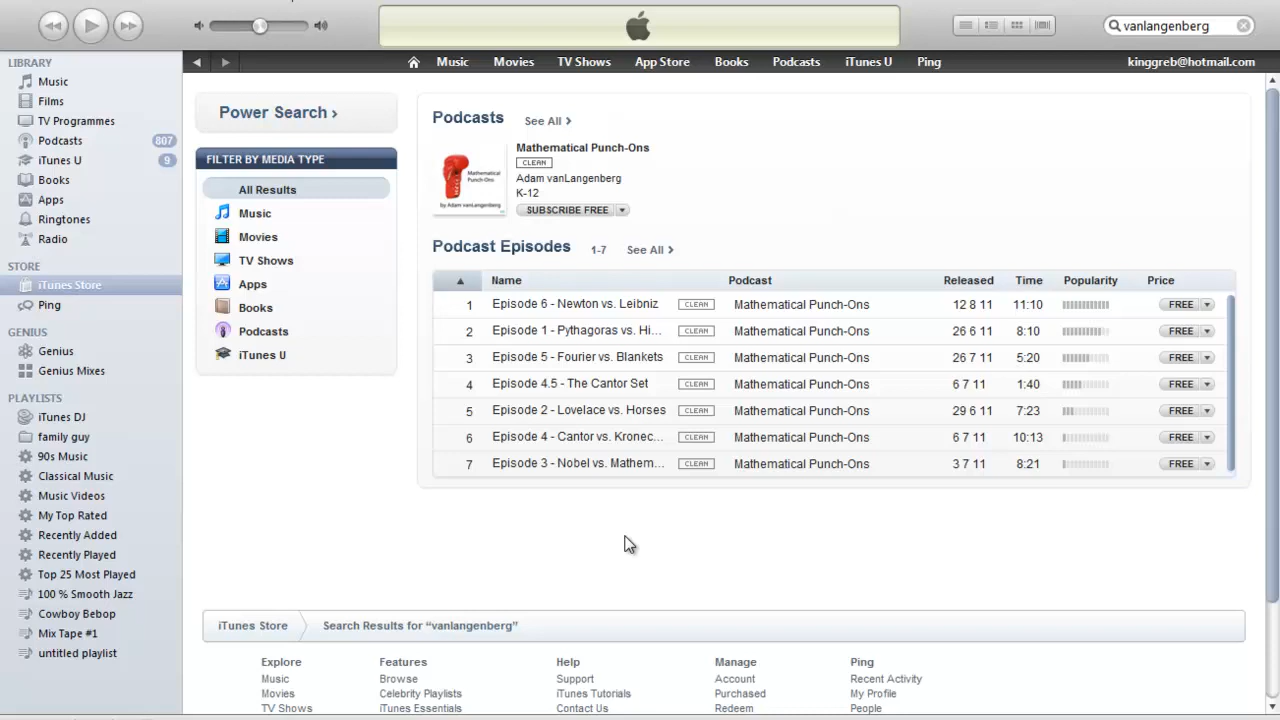 vanlangenberg
LIBRARY
Music
Films
TV Programmes
Podcasts 807
iTunes U 9
Books
Apps
Ringtones
Radio
STORE
iTunes Store
Ping
GENIUS
Genius
Genius Mixes
PLAYLISTS
iTunes DJ
family guy
90s Music
Classical Music
Music Videos
My Top Rated
Recently Added
Recently Played
Top 25 Most Played
100 % Smooth Jazz
Cowboy Bebop
Mix Tape #1
untitled playlist
Music Movies TV Shows App Store Books Podcasts iTunes U Ping kinggreb@hotmail.com
Power Search ›
FILTER BY MEDIA TYPE
All Results
Music
Movies
TV Shows
Apps
Books
Podcasts
iTunes U
Podcasts See All ›
Mathematical
Punch-Ons
by Adam vanLangenberg
Mathematical Punch-Ons
CLEAN
Adam vanLangenberg
K-12
SUBSCRIBE FREE
Podcast Episodes 1-7 See All ›
Name Podcast Released Time Popularity Price
1 Episode 6 - Newton vs. Leibniz CLEAN Mathematical Punch-Ons 12 8 11 11:10 FREE
2 Episode 1 - Pythagoras vs. Hi... CLEAN Mathematical Punch-Ons 26 6 11 8:10 FREE
3 Episode 5 - Fourier vs. Blankets CLEAN Mathematical Punch-Ons 26 7 11 5:20 FREE
4 Episode 4.5 - The Cantor Set CLEAN Mathematical Punch-Ons 6 7 11 1:40 FREE
5 Episode 2 - Lovelace vs. Horses CLEAN Mathematical Punch-Ons 29 6 11 7:23 FREE
6 Episode 4 - Cantor vs. Kronec... CLEAN Mathematical Punch-Ons 6 7 11 10:13 FREE
7 Episode 3 - Nobel vs. Mathem... CLEAN Mathematical Punch-Ons 3 7 11 8:21 FREE
iTunes Store Search Results for “vanlangenberg”
Explore Features Help Manage Ping
Music Browse Support Account Recent Activity
Movies Celebrity Playlists iTunes Tutorials Purchased My Profile
TV Shows iTunes Essentials Contact Us Redeem People